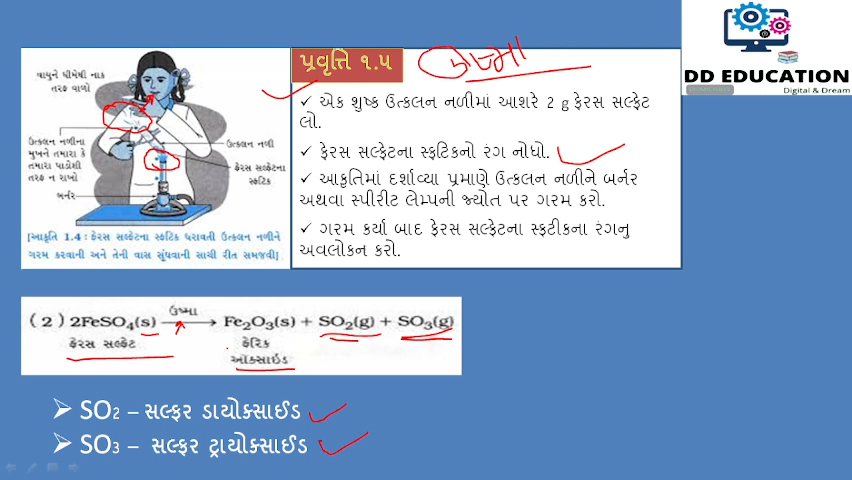 પ્રવૃત્તિ ૧.૫
ઉષ્મા
DD EDUCATION
Digital & Dream
વાયુને ધીમેથી નાક
તરફ વાળો
ઉત્કલન નળીના
મુખને તમારા કે
તમારા પાડોશી
તરફ ન રાખો
બર્નર
ઉત્કલન નળી
ફેરસ સલ્ફેટના
સ્ફટિક
[આકૃતિ 1.4 : ફેરસ સલ્ફેટના સ્ફટિક ધરાવતી ઉત્કલન નળીને
ગરમ કરવાની અને તેની વાસ સૂંઘવાની સાચી રીત સમજવી]
✓ એક શુષ્ક ઉત્કલન નળીમાં આશરે 2 g ફેરસ સલ્ફેટ
લો.
✓ ફેરસ સલ્ફેટના સ્ફટિકનો રંગ નોધો.
✓ આકૃતિમાં દર્શાવ્યા પ્રમાણે ઉત્કલન નળીને બર્નર
અથવા સ્પીરીટ લેમ્પની જ્યોત પર ગરમ કરો.
✓ ગરમ કર્યા બાદ ફેરસ સલ્ફેટના સ્ફટીકના રંગનુ
અવલોકન કરો.
(2) 2FeSO₄(s) —ઉષ્મા→ Fe₂O₃(s) + SO₂(g) + SO₃(g)
ફેરસ સલ્ફેટ ફેરિક
ઑક્સાઇડ
➢ SO₂ – સલ્ફર ડાયોક્સાઈડ
➢ SO₃ – સલ્ફર ટ્રાયોક્સાઈડ